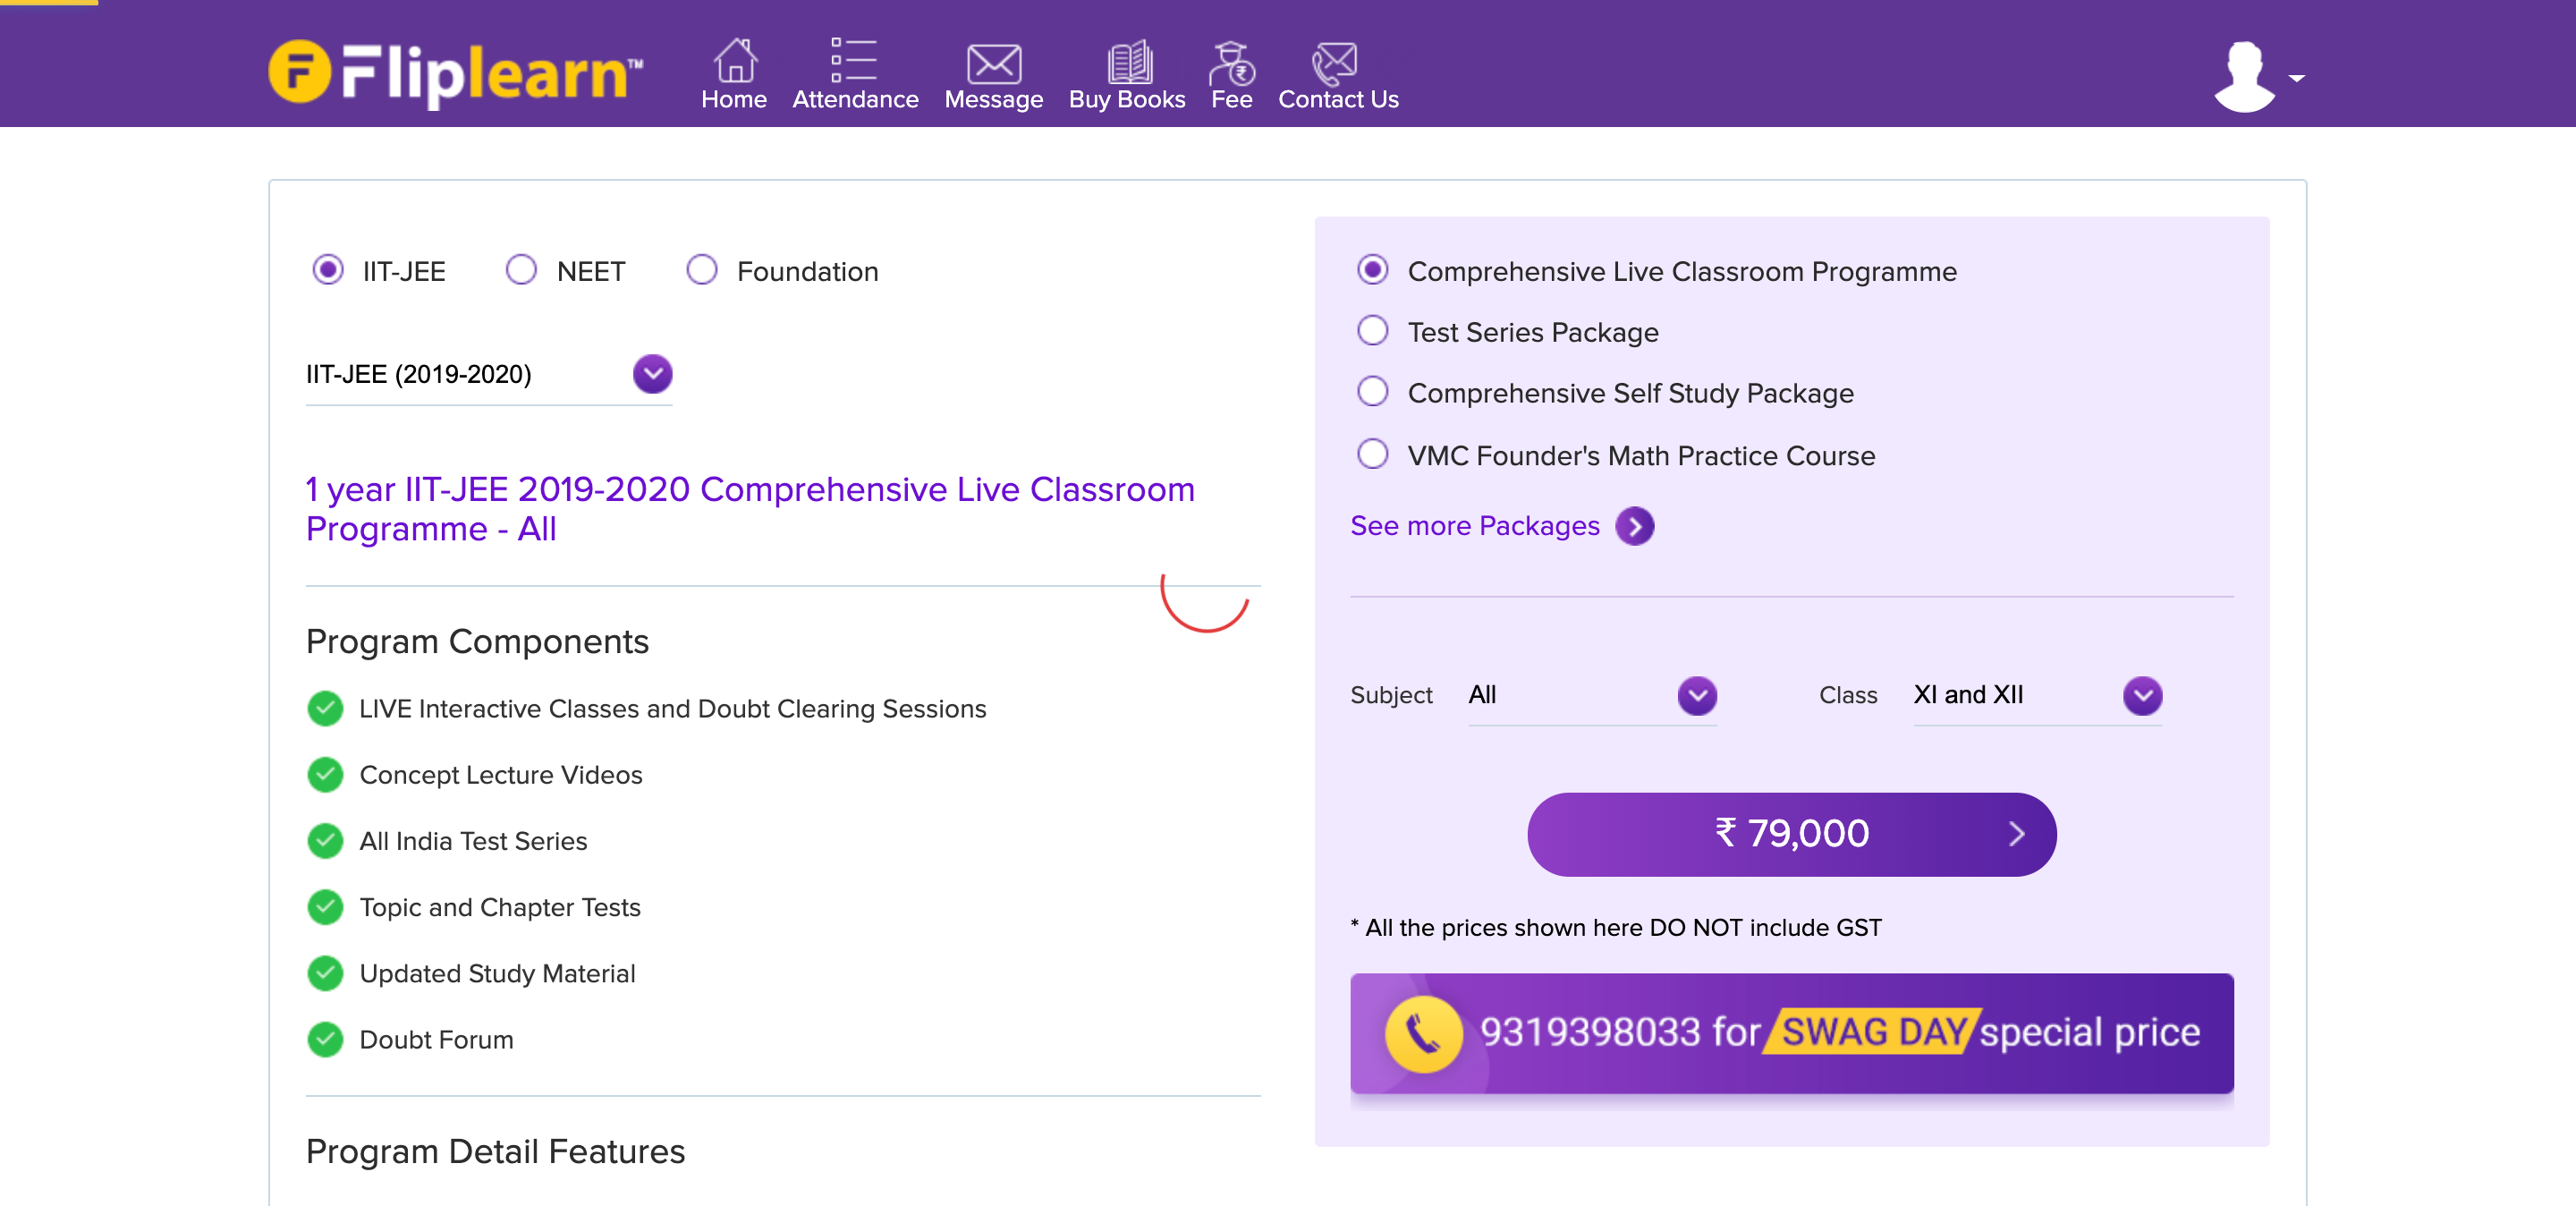 Fliplearn™
Home
Attendance
Message
Buy Books
Fee
Contact Us
IIT-JEE
NEET
Foundation
IIT-JEE (2019-2020)
1 year IIT-JEE 2019-2020 Comprehensive Live Classroom
Programme - All
Program Components
LIVE Interactive Classes and Doubt Clearing Sessions
Concept Lecture Videos
All India Test Series
Topic and Chapter Tests
Updated Study Material
Doubt Forum
Program Detail Features
Comprehensive Live Classroom Programme
Test Series Package
Comprehensive Self Study Package
VMC Founder's Math Practice Course
See more Packages
Subject All
Class XI and XII
₹ 79,000
* All the prices shown here DO NOT include GST
9319398033 for SWAG DAY special price